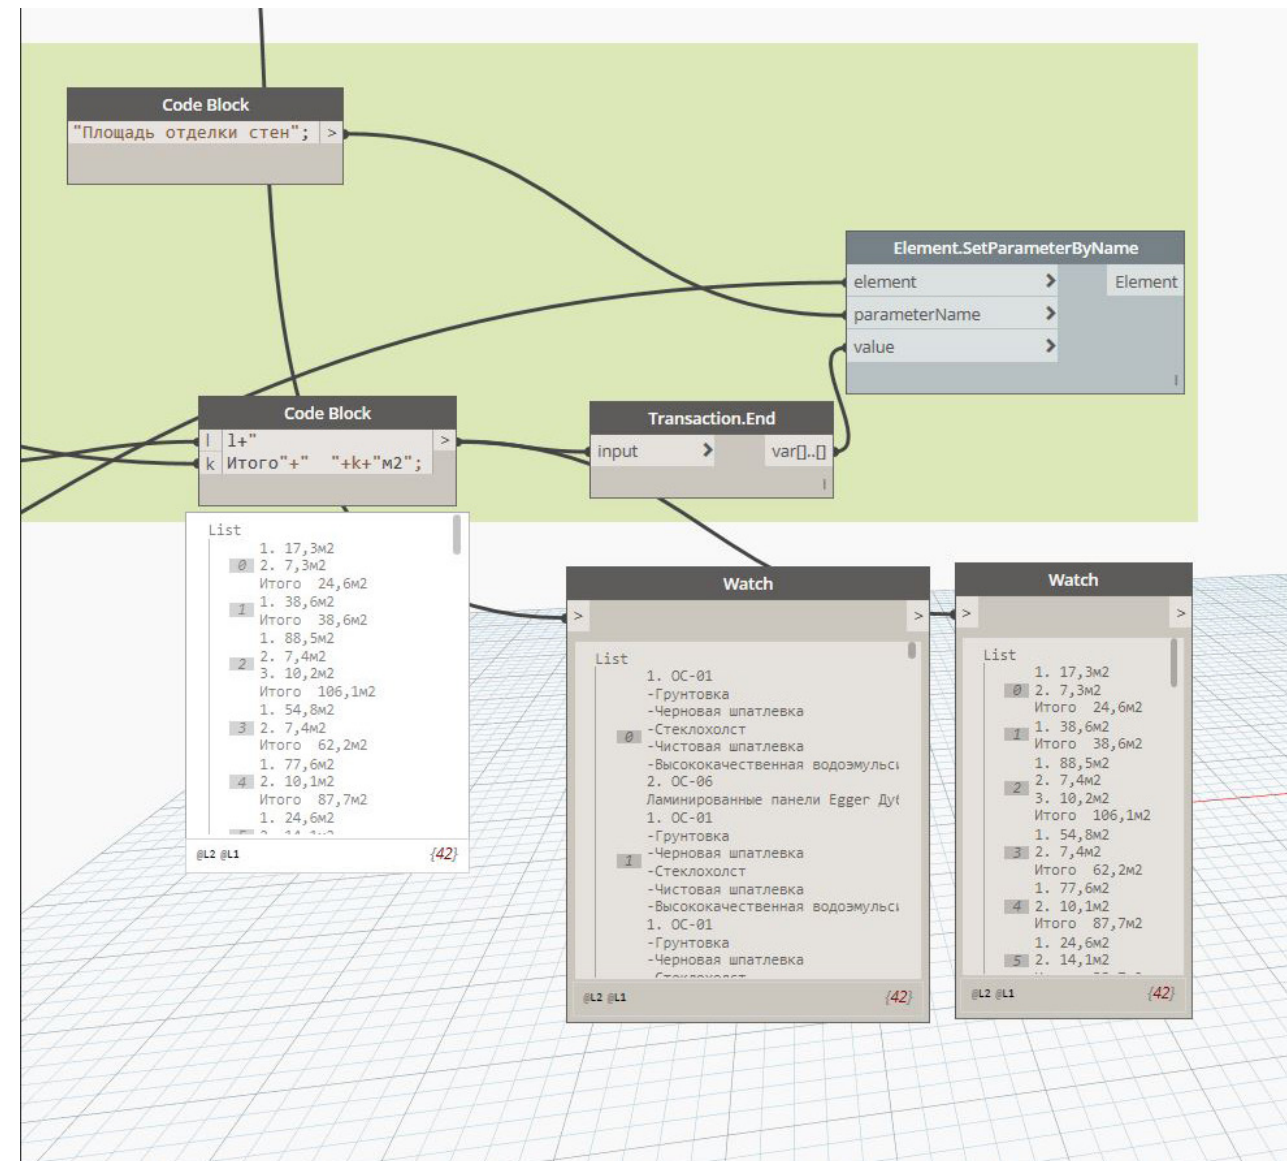 Code Block
"Площадь отделки стен"; >
Element.SetParameterByName
element > Element
parameterName >
value >
Code Block
l l+" >
k Итого"+"  "+k+"м2";
Transaction.End
input > var[]..[]
List
1. 17,3м2
0 2. 7,3м2
Итого  24,6м2
1 1. 38,6м2
Итого  38,6м2
1. 88,5м2
2 2. 7,4м2
3. 10,2м2
Итого  106,1м2
1. 54,8м2
3 2. 7,4м2
Итого  62,2м2
1. 77,6м2
4 2. 10,1м2
Итого  87,7м2
1. 24,6м2
@L2 @L1 {42}
Watch
> >
List
1. ОС-01
-Грунтовка
-Черновая шпатлевка
0 -Стеклохолст
-Чистовая шпатлевка
-Высококачественная водоэмульси
2. ОС-06
Ламинированные панели Egger Дуб
1. ОС-01
-Грунтовка
1 -Черновая шпатлевка
-Стеклохолст
-Чистовая шпатлевка
-Высококачественная водоэмульси
1. ОС-01
-Грунтовка
-Черновая шпатлевка
-Стеклохолст
@L2 @L1 {42}
Watch
> >
List
1. 17,3м2
0 2. 7,3м2
Итого  24,6м2
1 1. 38,6м2
Итого  38,6м2
1. 88,5м2
2 2. 7,4м2
3. 10,2м2
Итого  106,1м2
1. 54,8м2
3 2. 7,4м2
Итого  62,2м2
1. 77,6м2
4 2. 10,1м2
Итого  87,7м2
1. 24,6м2
5 2. 14,1м2
@L2 @L1 {42}